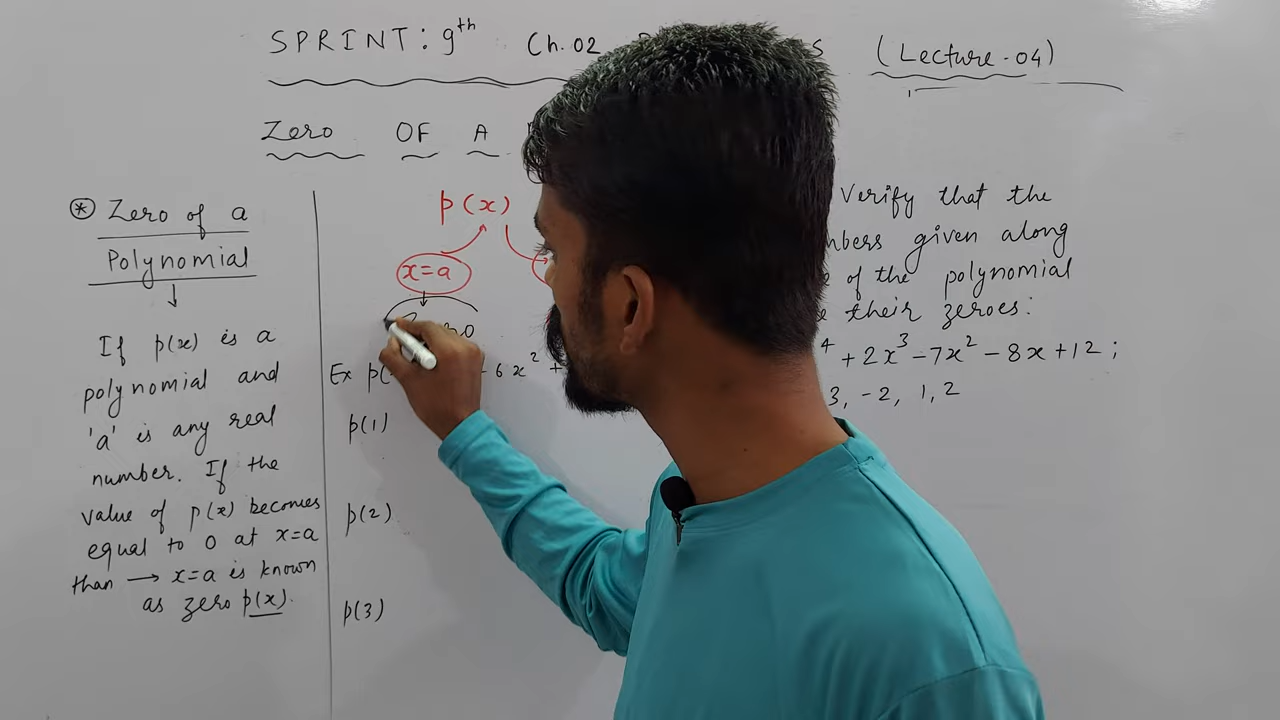 SPRINT: 9th Ch. 02 (Lecture-04)
Zero OF A
⊛ Zero of a
Polynomial
↓
If p(x) is a
polynomial and
'a' is any real
number. If the
value of p(x) becomes
equal to 0 at x=a
than → x=a is known
as zero p(x).
p(x)
x=a
Ex p( - 6x² +
p(1)
p(2)
p(3)
Verify that the
given along
of the polynomial
their zeroes:
+ 2x³ - 7x² - 8x + 12 ;
3, -2, 1, 2